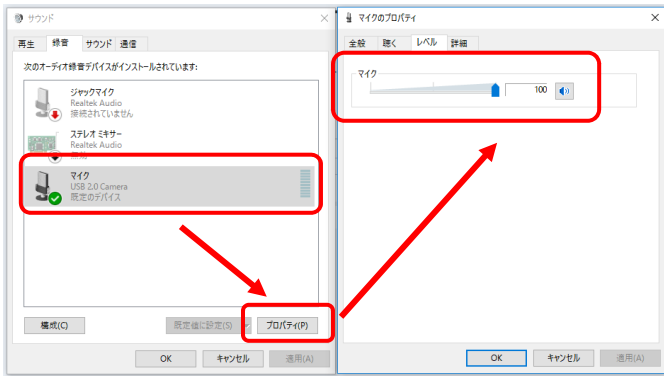 サウンド
再生 録音 サウンド 通信
次のオーディオ録音デバイスがインストールされています:
ジャックマイク
Realtek Audio
接続されていません
ステレオ ミキサー
Realtek Audio
マイク
USB 2.0 Camera
既定のデバイス
構成(C)
既定値に設定(S)
プロパティ(P)
OK
キャンセル
適用(A)
マイクのプロパティ
全般 聴く レベル 詳細
マイク
100
OK
キャンセル
適用(A)